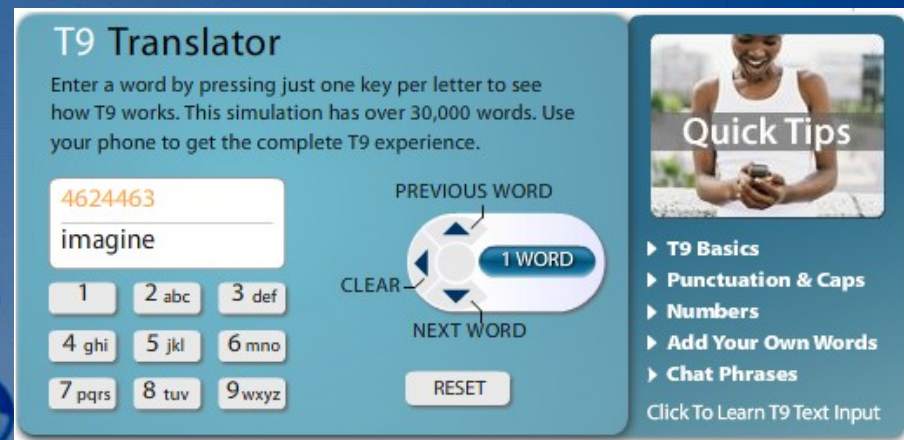 T9 Translator
Enter a word by pressing just one key per letter to see
how T9 works. This simulation has over 30,000 words. Use
your phone to get the complete T9 experience.
4624463
imagine
1
2 abc
3 def
4 ghi
5 jkl
6 mno
7 pqrs
8 tuv
9 wxyz
PREVIOUS WORD
1 WORD
CLEAR
NEXT WORD
RESET
Quick Tips
T9 Basics
Punctuation & Caps
Numbers
Add Your Own Words
Chat Phrases
Click To Learn T9 Text Input